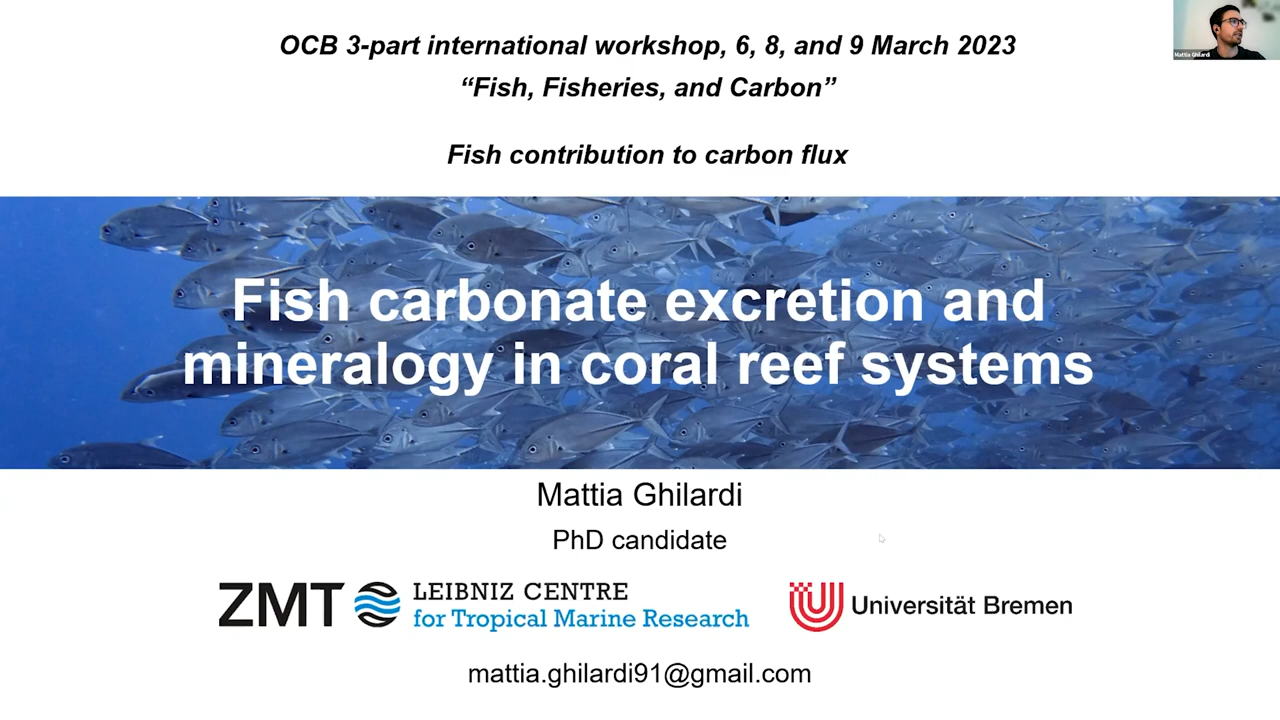 OCB 3-part international workshop, 6, 8, and 9 March 2023
“Fish, Fisheries, and Carbon”
Fish contribution to carbon flux
Mattia Ghilardi
Fish carbonate excretion and
mineralogy in coral reef systems
Mattia Ghilardi
PhD candidate
ZMT LEIBNIZ CENTRE
for Tropical Marine Research
Universität Bremen
mattia.ghilardi91@gmail.com